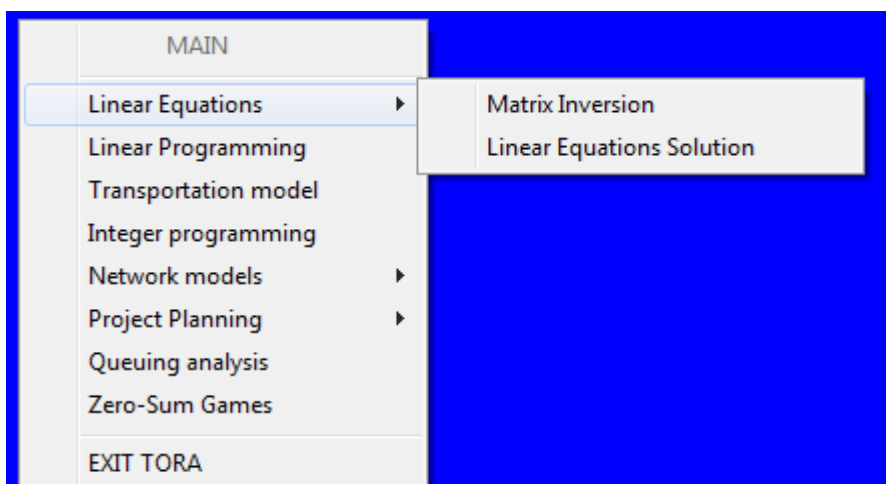 MAIN
Linear Equations
Matrix Inversion
Linear Programming
Linear Equations Solution
Transportation model
Integer programming
Network models
Project Planning
Queuing analysis
Zero-Sum Games
EXIT TORA